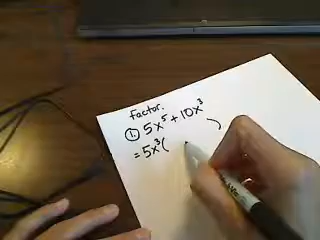 Factor.
① 5x⁵ + 10x³
= 5x³(          )